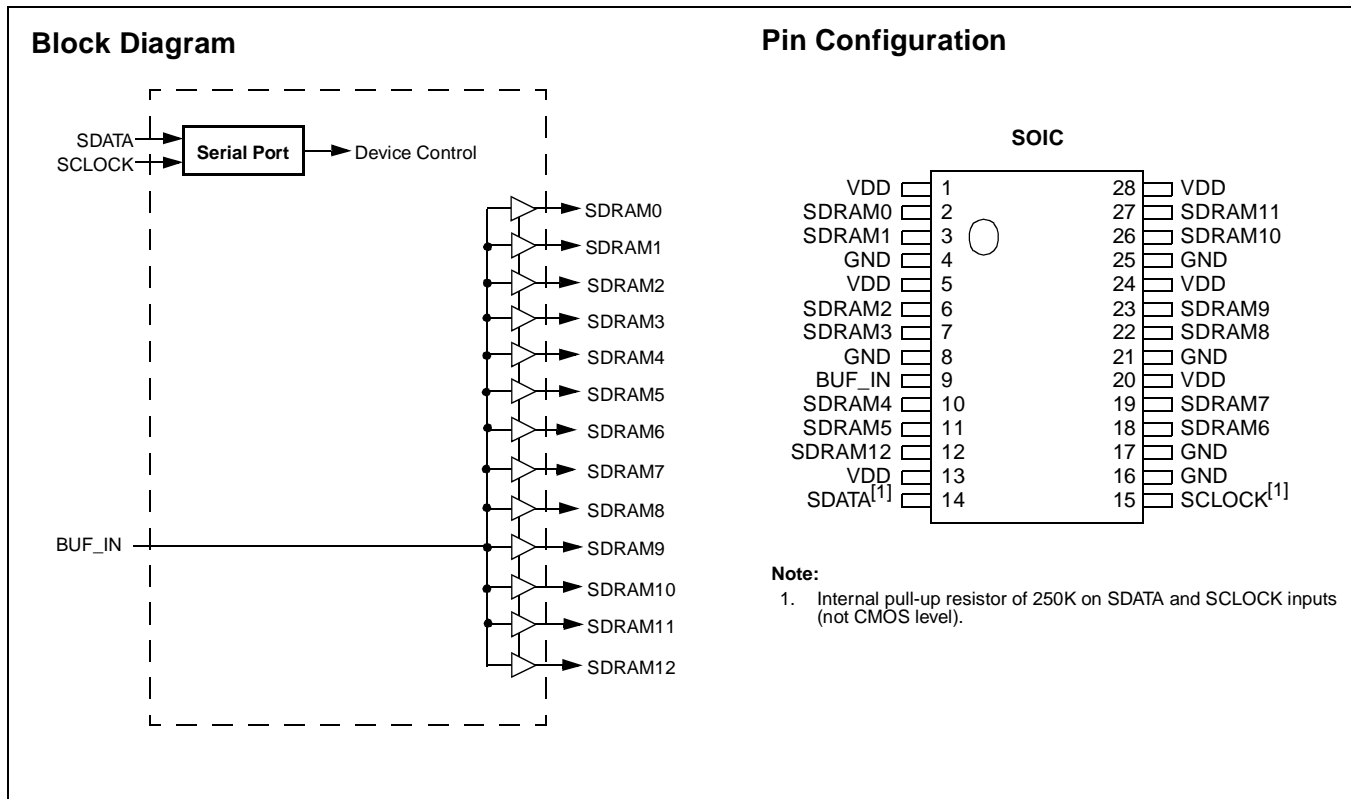 Block Diagram
SDATA
SCLOCK
Serial Port
Device Control
SDRAM0
SDRAM1
SDRAM2
SDRAM3
SDRAM4
SDRAM5
SDRAM6
SDRAM7
SDRAM8
BUF_IN
SDRAM9
SDRAM10
SDRAM11
SDRAM12
Pin Configuration
SOIC
VDD 1 28 VDD
SDRAM0 2 27 SDRAM11
SDRAM1 3 26 SDRAM10
GND 4 25 GND
VDD 5 24 VDD
SDRAM2 6 23 SDRAM9
SDRAM3 7 22 SDRAM8
GND 8 21 GND
BUF_IN 9 20 VDD
SDRAM4 10 19 SDRAM7
SDRAM5 11 18 SDRAM6
SDRAM12 12 17 GND
VDD 13 16 GND
SDATA[1] 14 15 SCLOCK[1]
Note:
1. Internal pull-up resistor of 250K on SDATA and SCLOCK inputs
(not CMOS level).